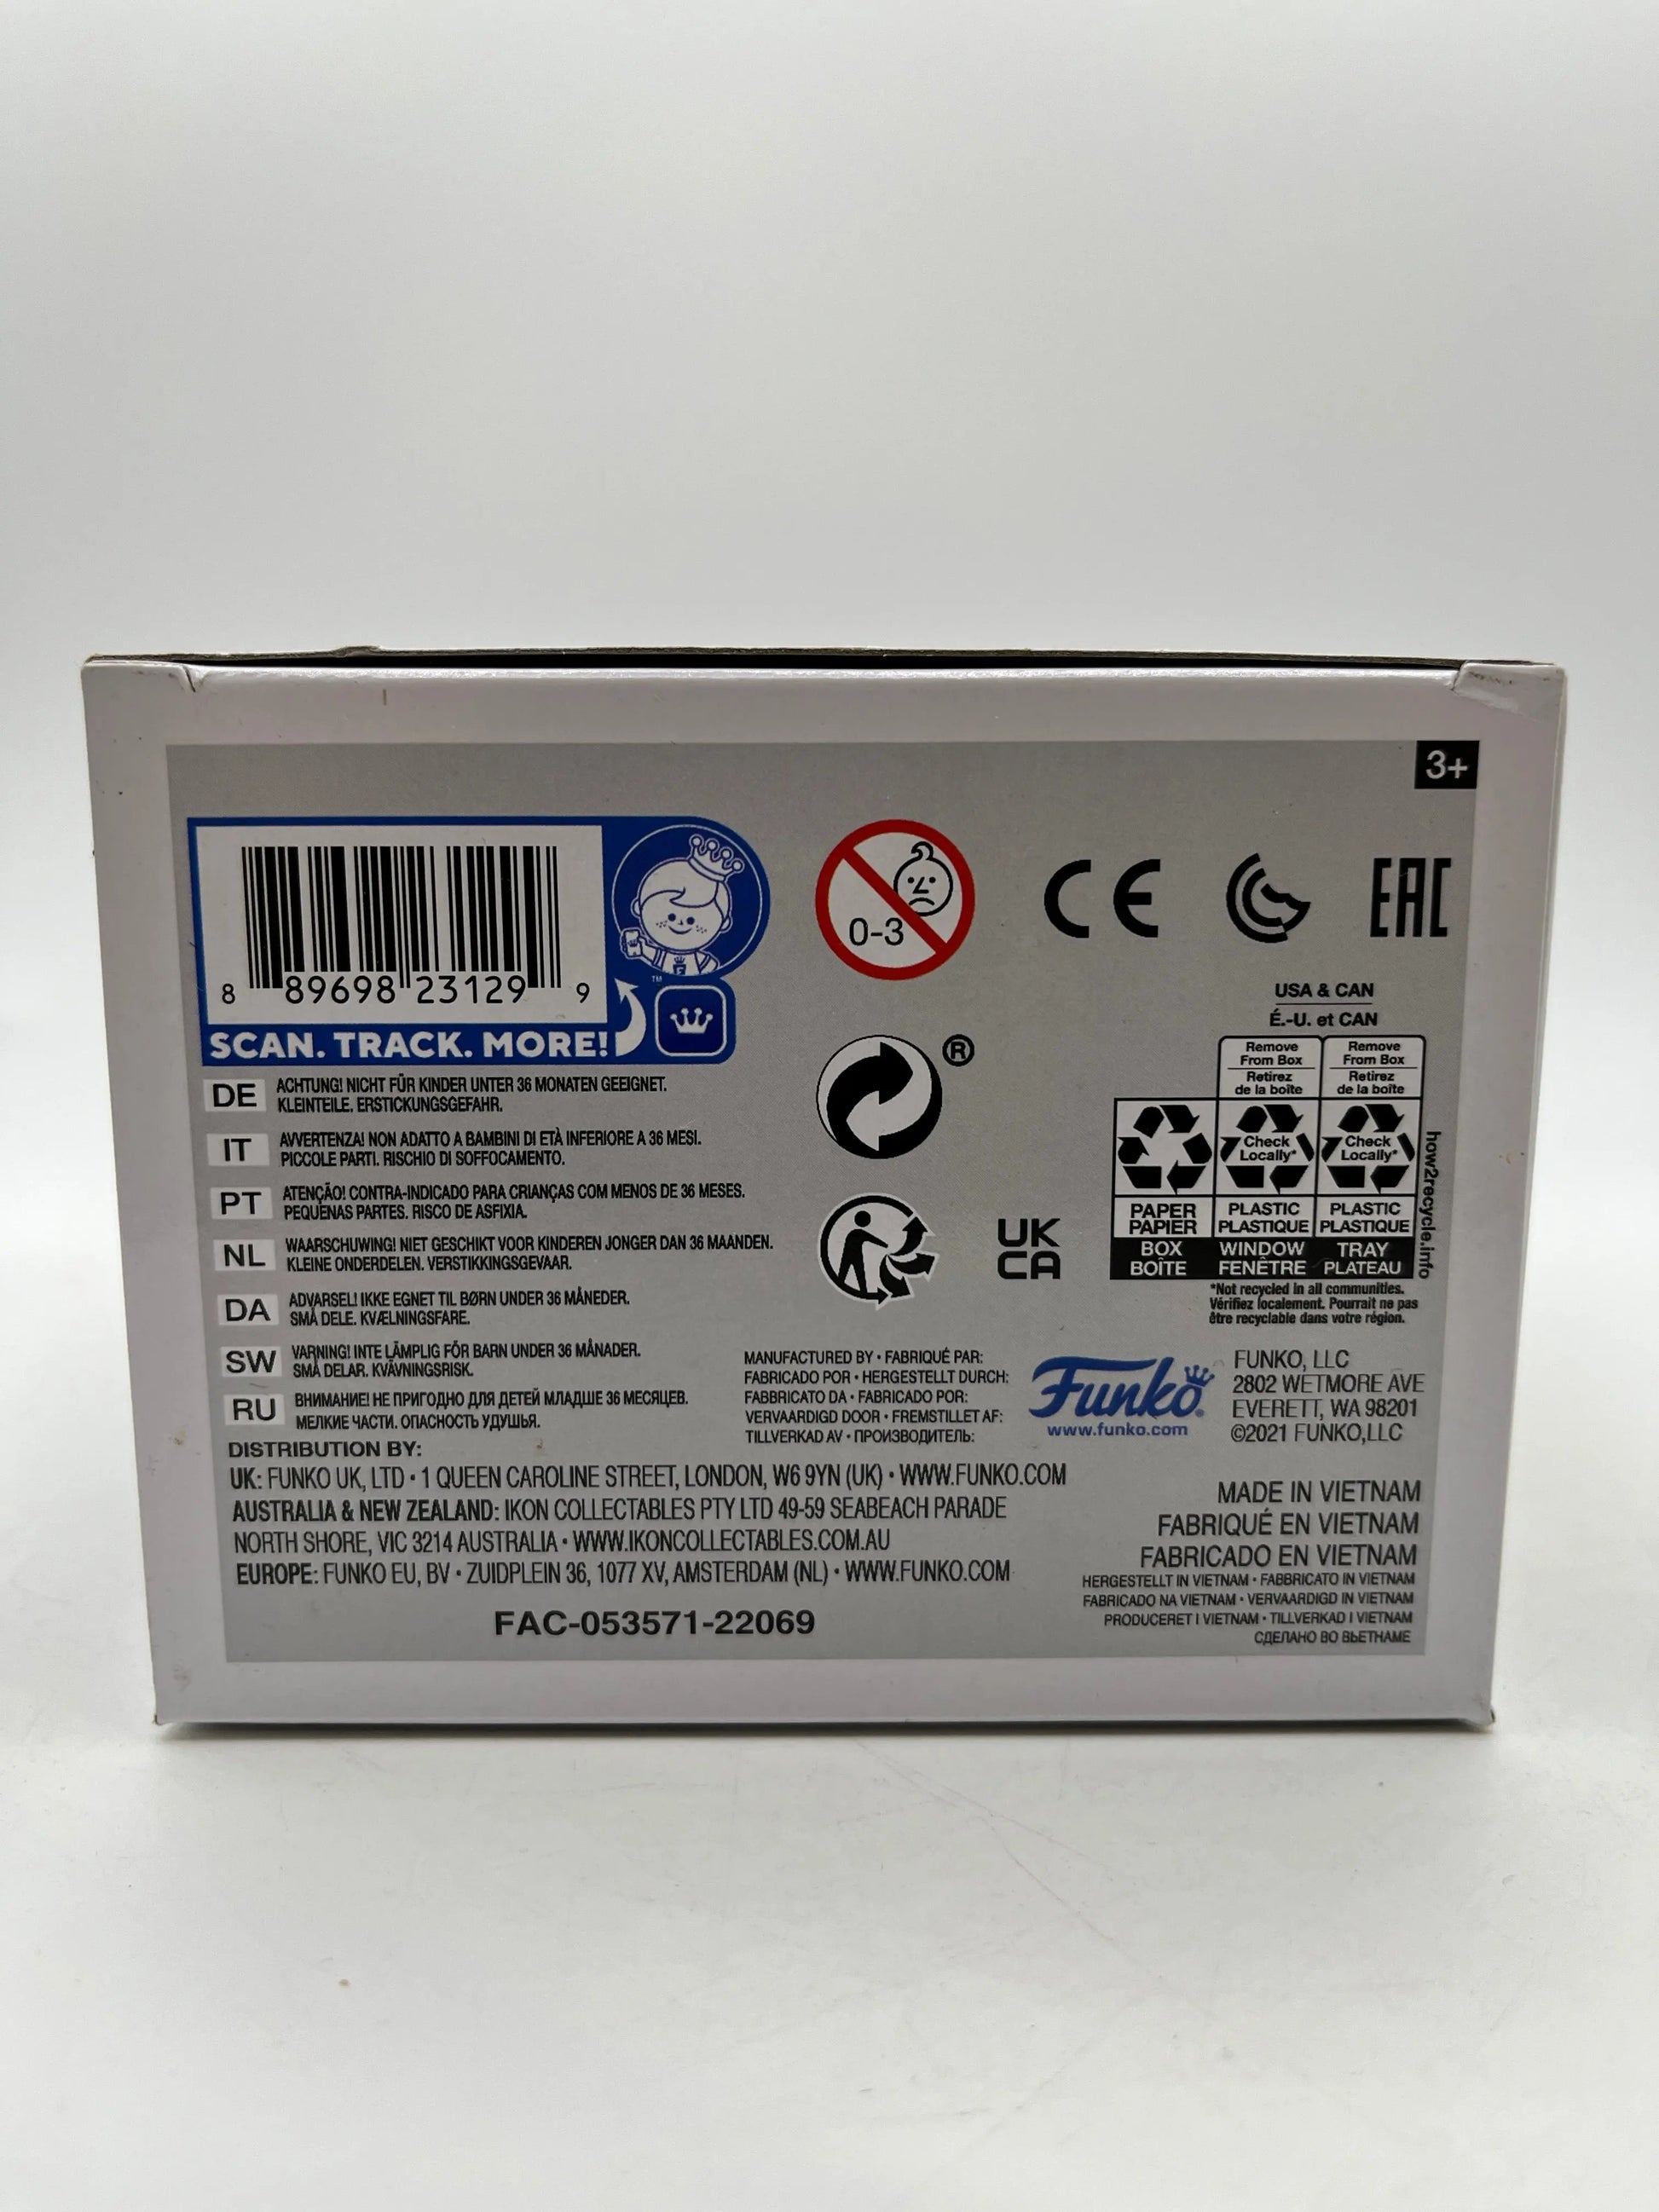 3+
8 89698 23129 9
™
SCAN. TRACK. MORE!
0-3
CE
EAC
USA & CAN
É.-U. et CAN
®
Remove From Box
Retirez de la boîte
Remove From Box
Retirez de la boîte
Check Locally*
Check Locally*
PAPER PAPIER
PLASTIC PLASTIQUE
PLASTIC PLASTIQUE
BOX BOÎTE
WINDOW FENÊTRE
TRAY PLATEAU
how2recycle.info
*Not recycled in all communities.
Vérifiez localement. Pourrait ne pas
être recyclable dans votre région.
UK
CA
DE ACHTUNG! NICHT FÜR KINDER UNTER 36 MONATEN GEEIGNET.
KLEINTEILE. ERSTICKUNGSGEFAHR.
IT AVVERTENZA! NON ADATTO A BAMBINI DI ETÀ INFERIORE A 36 MESI.
PICCOLE PARTI. RISCHIO DI SOFFOCAMENTO.
PT ATENÇÃO! CONTRA-INDICADO PARA CRIANÇAS COM MENOS DE 36 MESES.
PEQUENAS PARTES. RISCO DE ASFIXIA.
NL WAARSCHUWING! NIET GESCHIKT VOOR KINDEREN JONGER DAN 36 MAANDEN.
KLEINE ONDERDELEN. VERSTIKKINGSGEVAAR.
DA ADVARSEL! IKKE EGNET TIL BØRN UNDER 36 MÅNEDER.
SMÅ DELE. KVÆLNINGSFARE.
SW VARNING! INTE LÄMPLIG FÖR BARN UNDER 36 MÅNADER.
SMÅ DELAR. KVÄVNINGSRISK.
RU ВНИМАНИЕ! НЕ ПРИГОДНО ДЛЯ ДЕТЕЙ МЛАДШЕ 36 МЕСЯЦЕВ.
МЕЛКИЕ ЧАСТИ. ОПАСНОСТЬ УДУШЬЯ.
MANUFACTURED BY • FABRIQUÉ PAR:
FABRICADO POR • HERGESTELLT DURCH:
FABBRICATO DA • FABRICADO POR:
VERVAARDIGD DOOR • FREMSTILLET AF:
TILLVERKAD AV • ПРОИЗВОДИТЕЛЬ:
Funko®
www.funko.com
FUNKO, LLC
2802 WETMORE AVE
EVERETT, WA 98201
©2021 FUNKO,LLC
DISTRIBUTION BY:
UK: FUNKO UK, LTD • 1 QUEEN CAROLINE STREET, LONDON, W6 9YN (UK) • WWW.FUNKO.COM
AUSTRALIA & NEW ZEALAND: IKON COLLECTABLES PTY LTD 49-59 SEABEACH PARADE
NORTH SHORE, VIC 3214 AUSTRALIA • WWW.IKONCOLLECTABLES.COM.AU
EUROPE: FUNKO EU, BV • ZUIDPLEIN 36, 1077 XV, AMSTERDAM (NL) • WWW.FUNKO.COM
FAC-053571-22069
MADE IN VIETNAM
FABRIQUÉ EN VIETNAM
FABRICADO EN VIETNAM
HERGESTELLT IN VIETNAM • FABBRICATO IN VIETNAM
FABRICADO NA VIETNAM • VERVAARDIGD IN VIETNAM
PRODUCERET I VIETNAM • TILLVERKAD I VIETNAM
СДЕЛАНО ВО ВЬЕТНАМЕ